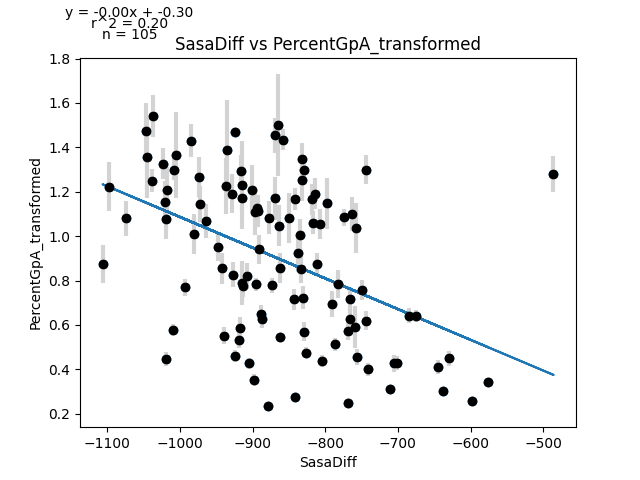 y = -0.00x + -0.30
r^2 = 0.20
n = 105
SasaDiff vs PercentGpA_transformed
PercentGpA_transformed
1.8
1.6
1.4
1.2
1.0
0.8
0.6
0.4
0.2
−1100 −1000 −900 −800 −700 −600 −500
SasaDiff